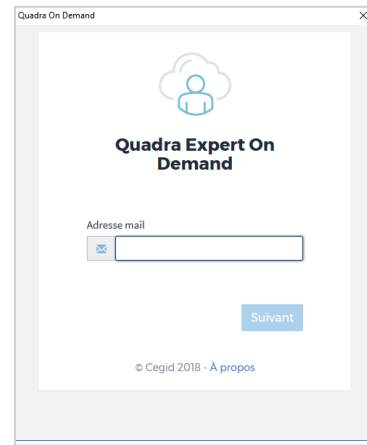 Quadra On Demand
Quadra Expert On
Demand
Adresse mail
Suivant
© Cegid 2018 - À propos